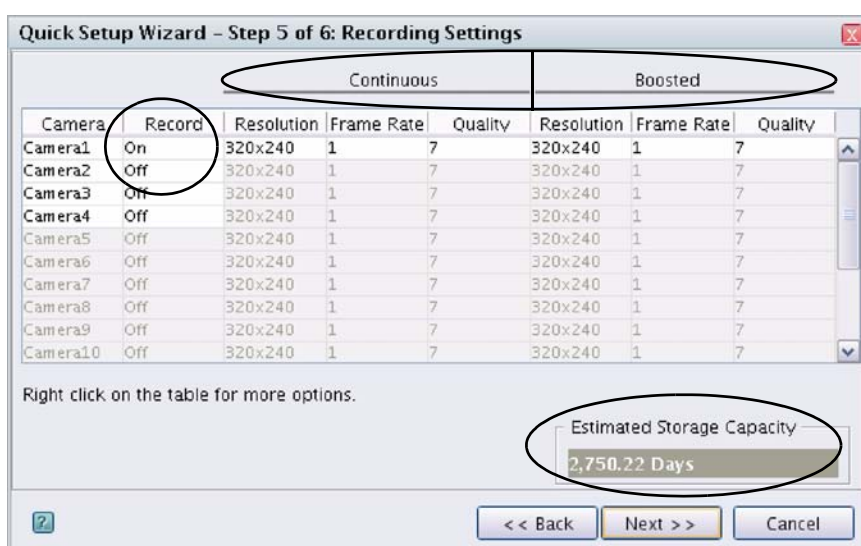 Quick Setup Wizard – Step 5 of 6: Recording Settings
Continuous Boosted
Camera Record Resolution Frame Rate Quality Resolution Frame Rate Quality
Camera1 On 320x240 1 7 320x240 1 7
Camera2 Off 320x240 1 7 320x240 1 7
Camera3 Off 320x240 1 7 320x240 1 7
Camera4 Off 320x240 1 7 320x240 1 7
Camera5 Off 320x240 1 7 320x240 1 7
Camera6 Off 320x240 1 7 320x240 1 7
Camera7 Off 320x240 1 7 320x240 1 7
Camera8 Off 320x240 1 7 320x240 1 7
Camera9 Off 320x240 1 7 320x240 1 7
Camera10 Off 320x240 1 7 320x240 1 7
Right click on the table for more options.
Estimated Storage Capacity
2,750.22 Days
? << Back Next >> Cancel